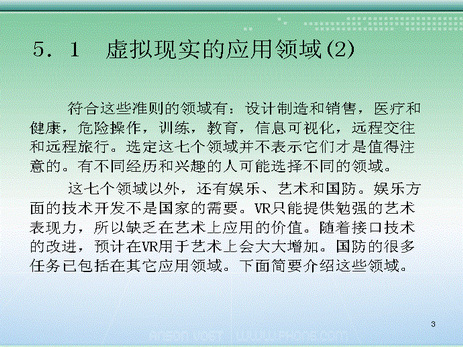 5．1　虚拟现实的应用领域(2)
符合这些准则的领域有：设计制造和销售，医疗和
健康，危险操作，训练，教育，信息可视化，远程交往
和远程旅行。选定这七个领域并不表示它们才是值得注
意的。有不同经历和兴趣的人可能选择不同的领域。
这七个领域以外，还有娱乐、艺术和国防。娱乐方
面的技术开发不是国家的需要。VR只能提供勉强的艺术
表现力，所以缺乏在艺术上应用的价值。随着接口技术
的改进，预计在VR用于艺术上会大大增加。国防的很多
任务已包括在其它应用领域。下面简要介绍这些领域。
3